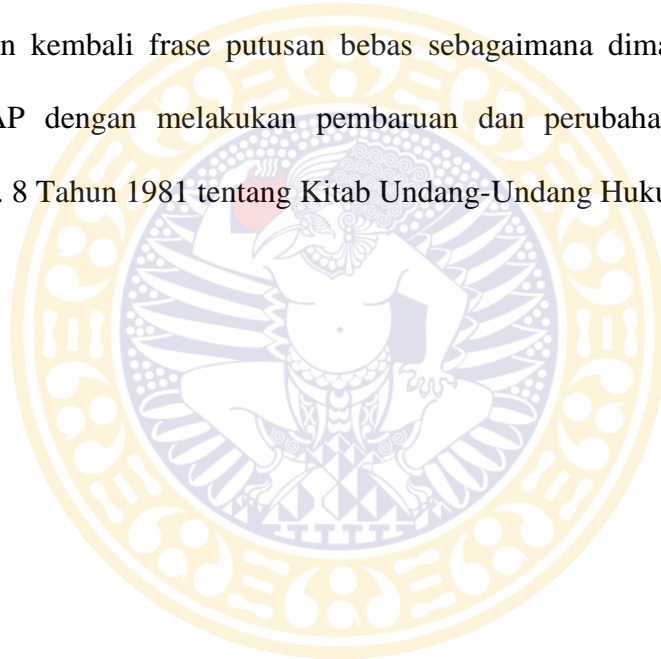 n kembali frase putusan bebas sebagaimana dima
AP dengan melakukan pembaruan dan perubaha
. 8 Tahun 1981 tentang Kitab Undang-Undang Huku